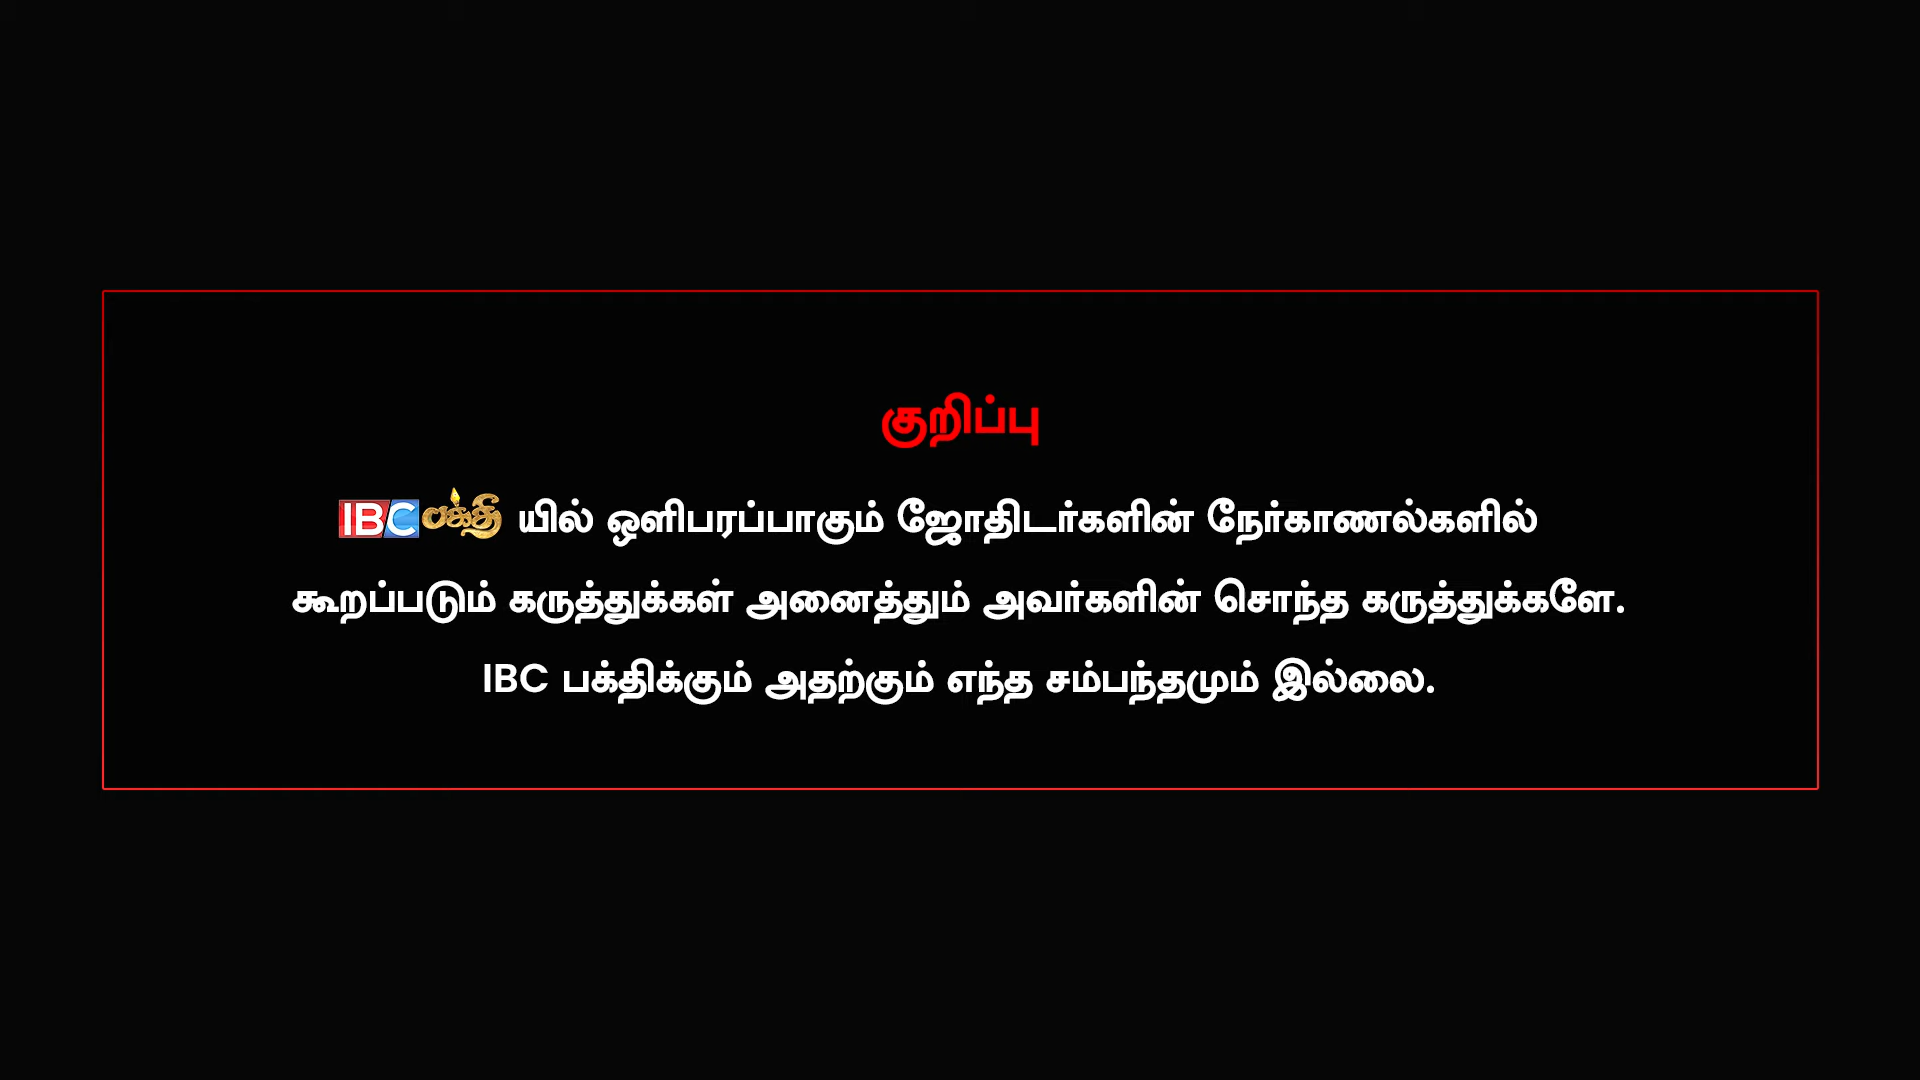 குறிப்பு
IBC பக்தி யில் ஒளிபரப்பாகும் ஜோதிடர்களின் நேர்காணல்களில்
கூறப்படும் கருத்துக்கள் அனைத்தும் அவர்களின் சொந்த கருத்துக்களே.
IBC பக்திக்கும் அதற்கும் எந்த சம்பந்தமும் இல்லை.